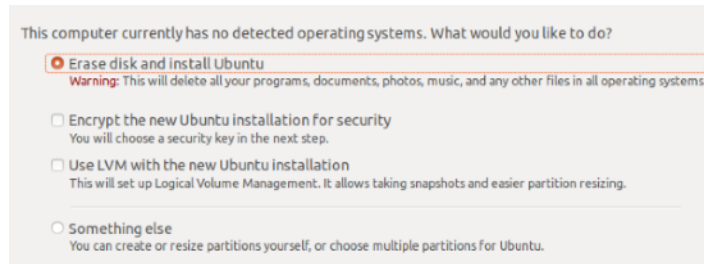 This computer currently has no detected operating systems. What would you like to do?
Erase disk and install Ubuntu
Warning: This will delete all your programs, documents, photos, music, and any other files in all operating systems
Encrypt the new Ubuntu installation for security
You will choose a security key in the next step.
Use LVM with the new Ubuntu installation
This will set up Logical Volume Management. It allows taking snapshots and easier partition resizing.
Something else
You can create or resize partitions yourself, or choose multiple partitions for Ubuntu.